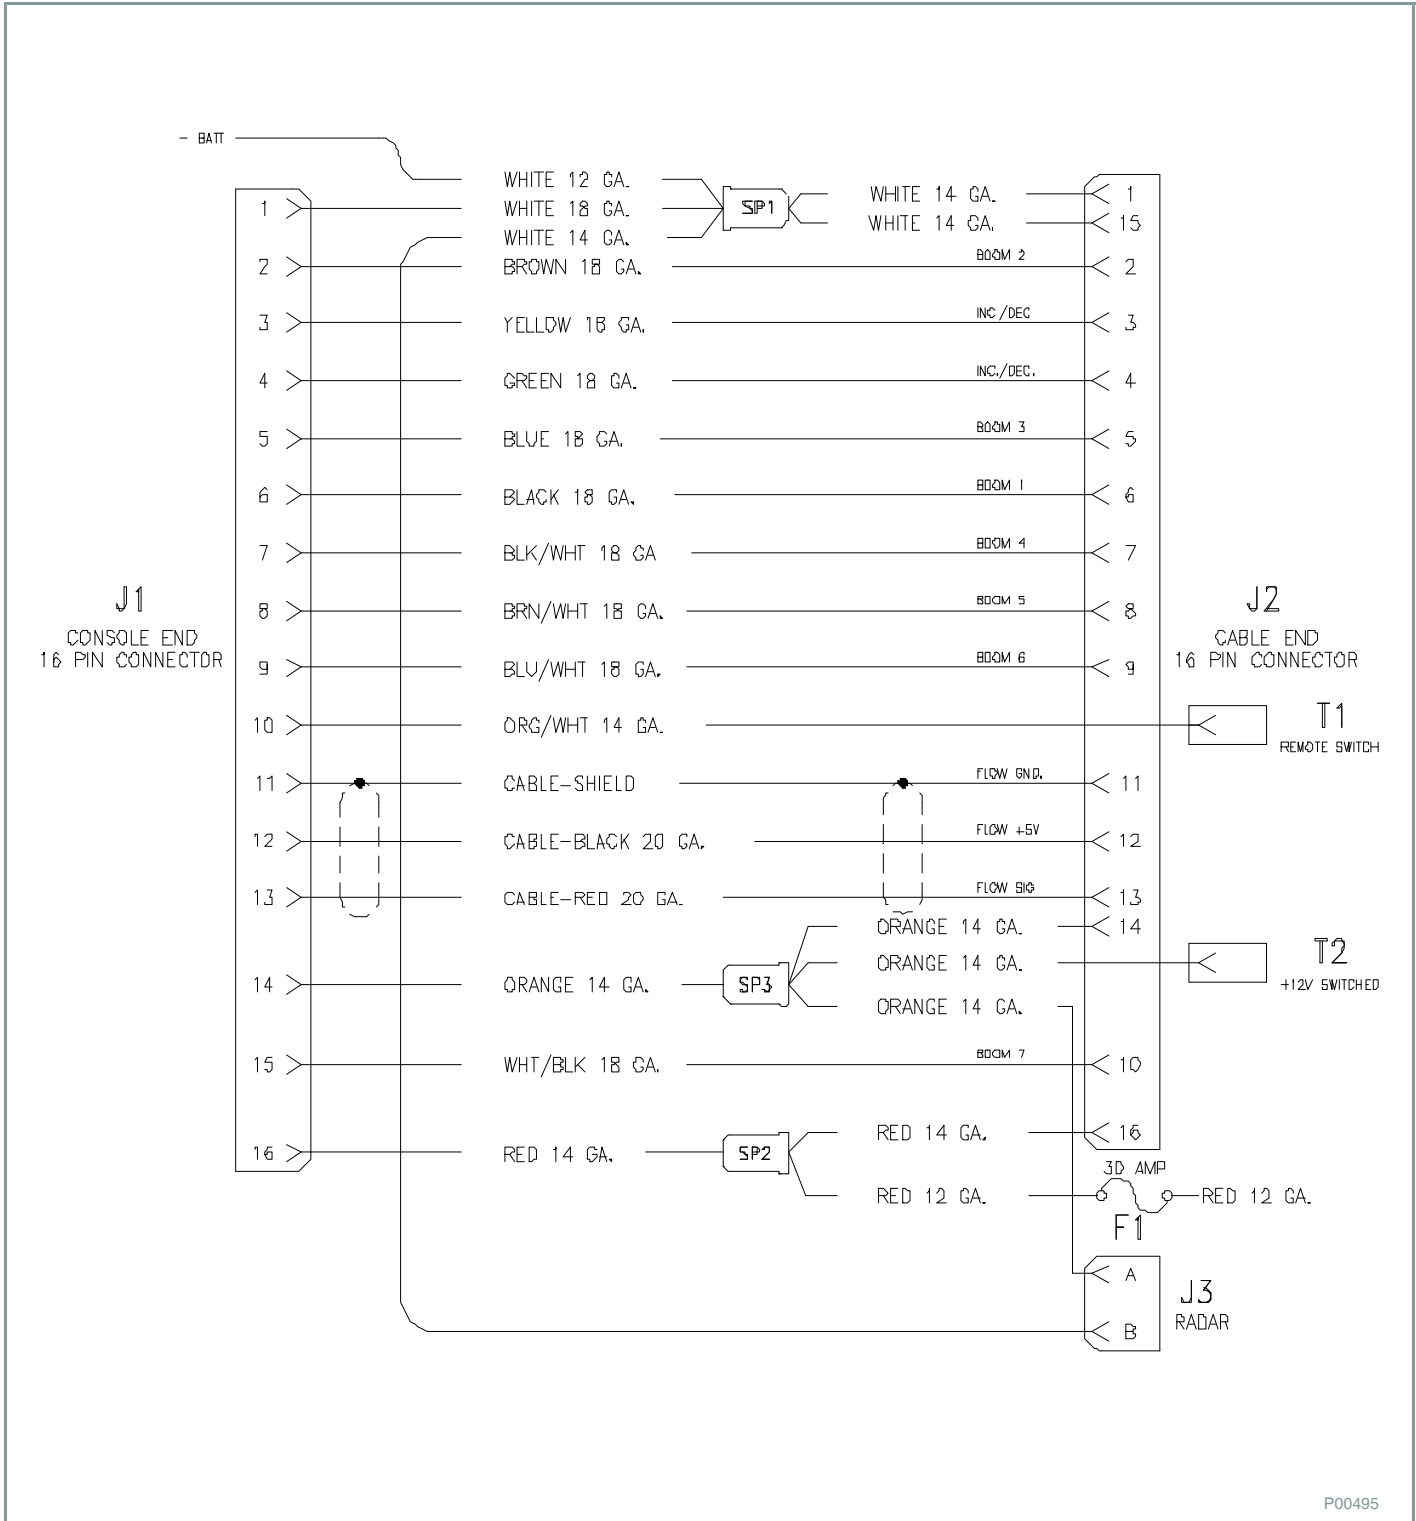 - BATT
WHITE 12 GA.
1 WHITE 18 GA. SP1 WHITE 14 GA. 1
WHITE 14 GA. WHITE 14 GA. 15
2 BROWN 18 GA. BOOM 2 2
3 YELLOW 18 GA. INC/DEC 3
4 GREEN 18 GA. INC./DEC. 4
5 BLUE 18 GA. BOOM 3 5
6 BLACK 18 GA. BOOM 1 6
7 BLK/WHT 18 GA BOOM 4 7
J1
CONSOLE END
16 PIN CONNECTOR
8 BRN/WHT 18 GA. BOOM 5 8
J2
CABLE END
16 PIN CONNECTOR
9 BLU/WHT 18 GA. BOOM 6 9
10 ORG/WHT 14 GA. T1
REMOTE SWITCH
11 CABLE-SHIELD FLOW GND. 11
12 CABLE-BLACK 20 GA. FLOW +5V 12
13 CABLE-RED 20 GA. FLOW SIG 13
ORANGE 14 GA. 14
ORANGE 14 GA. T2
+12V SWITCHED
14 ORANGE 14 GA. SP3
ORANGE 14 GA.
15 WHT/BLK 18 GA. BOOM 7 10
RED 14 GA. 16
16 RED 14 GA. SP2
30 AMP
RED 12 GA. RED 12 GA.
F1
A
J3
RADAR
B
P00495